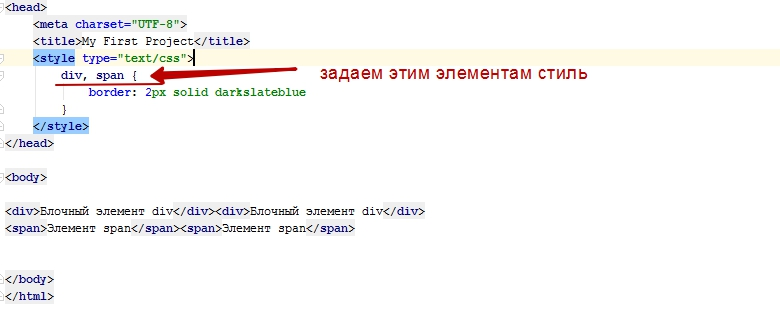 <head>
<meta charset="UTF-8">
<title>My First Project</title>
<style type="text/css">
div, span {
задаем этим элементам стиль
border: 2px solid darkslateblue
}
</style>
</head>
<body>
<div>Блочный элемент div</div><div>Блочный элемент div</div>
<span>Элемент span</span><span>Элемент span</span>
</body>
</html>